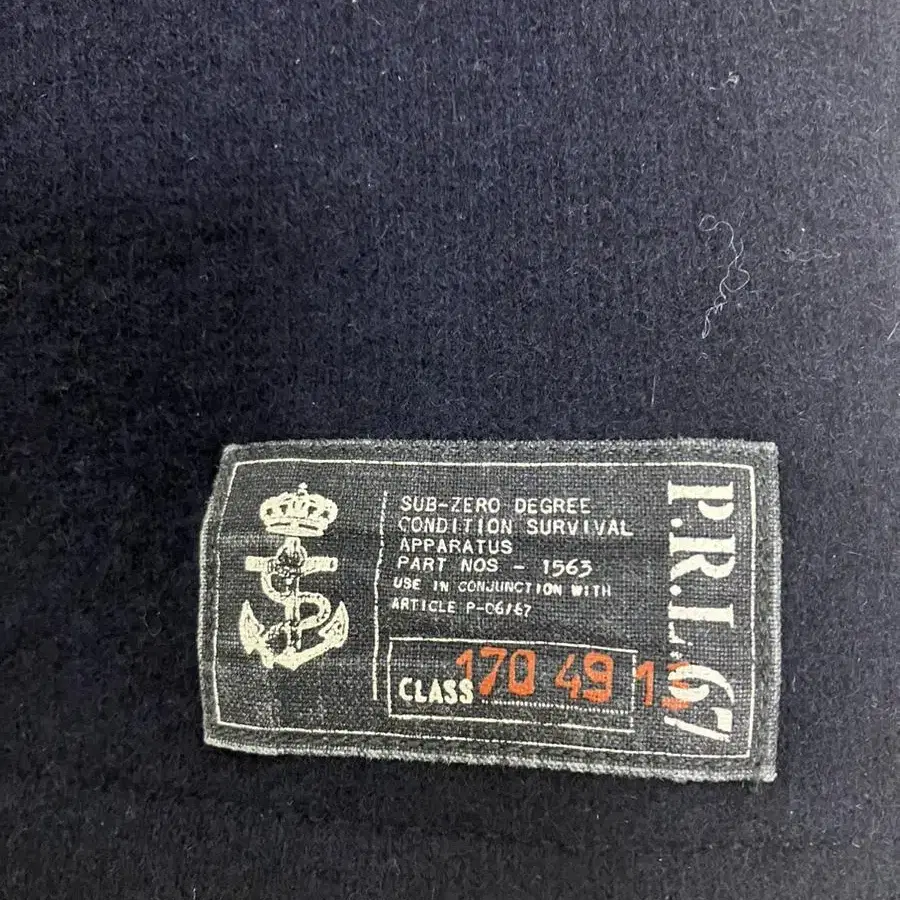 SUB-ZERO DEGREE
CONDITION SURVIVAL
APPARATUS
PART NOS - 1563
USE IN CONJUNCTION WITH
ARTICLE P-06/67
CLASS 170 49 13
P.R.L.67